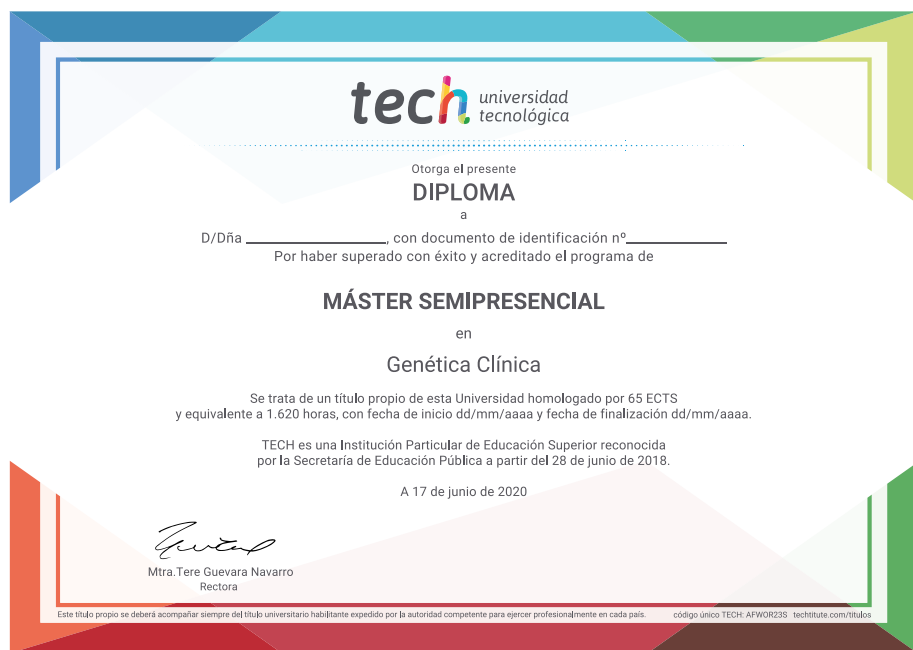 tech universidad
tecnológica
Otorga el presente
DIPLOMA
a
D/Dña ________________, con documento de identificación nº____________
Por haber superado con éxito y acreditado el programa de
MÁSTER SEMIPRESENCIAL
en
Genética Clínica
Se trata de un título propio de esta Universidad homologado por 65 ECTS
y equivalente a 1.620 horas, con fecha de inicio dd/mm/aaaa y fecha de finalización dd/mm/aaaa.
TECH es una Institución Particular de Educación Superior reconocida
por la Secretaría de Educación Pública a partir del 28 de junio de 2018.
A 17 de junio de 2020
Mtra.Tere Guevara Navarro
Rectora
Este título propio se deberá acompañar siempre del título universitario habilitante expedido por la autoridad competente para ejercer profesionalmente en cada país. código único TECH: AFWOR23S techtitute.com/titulos